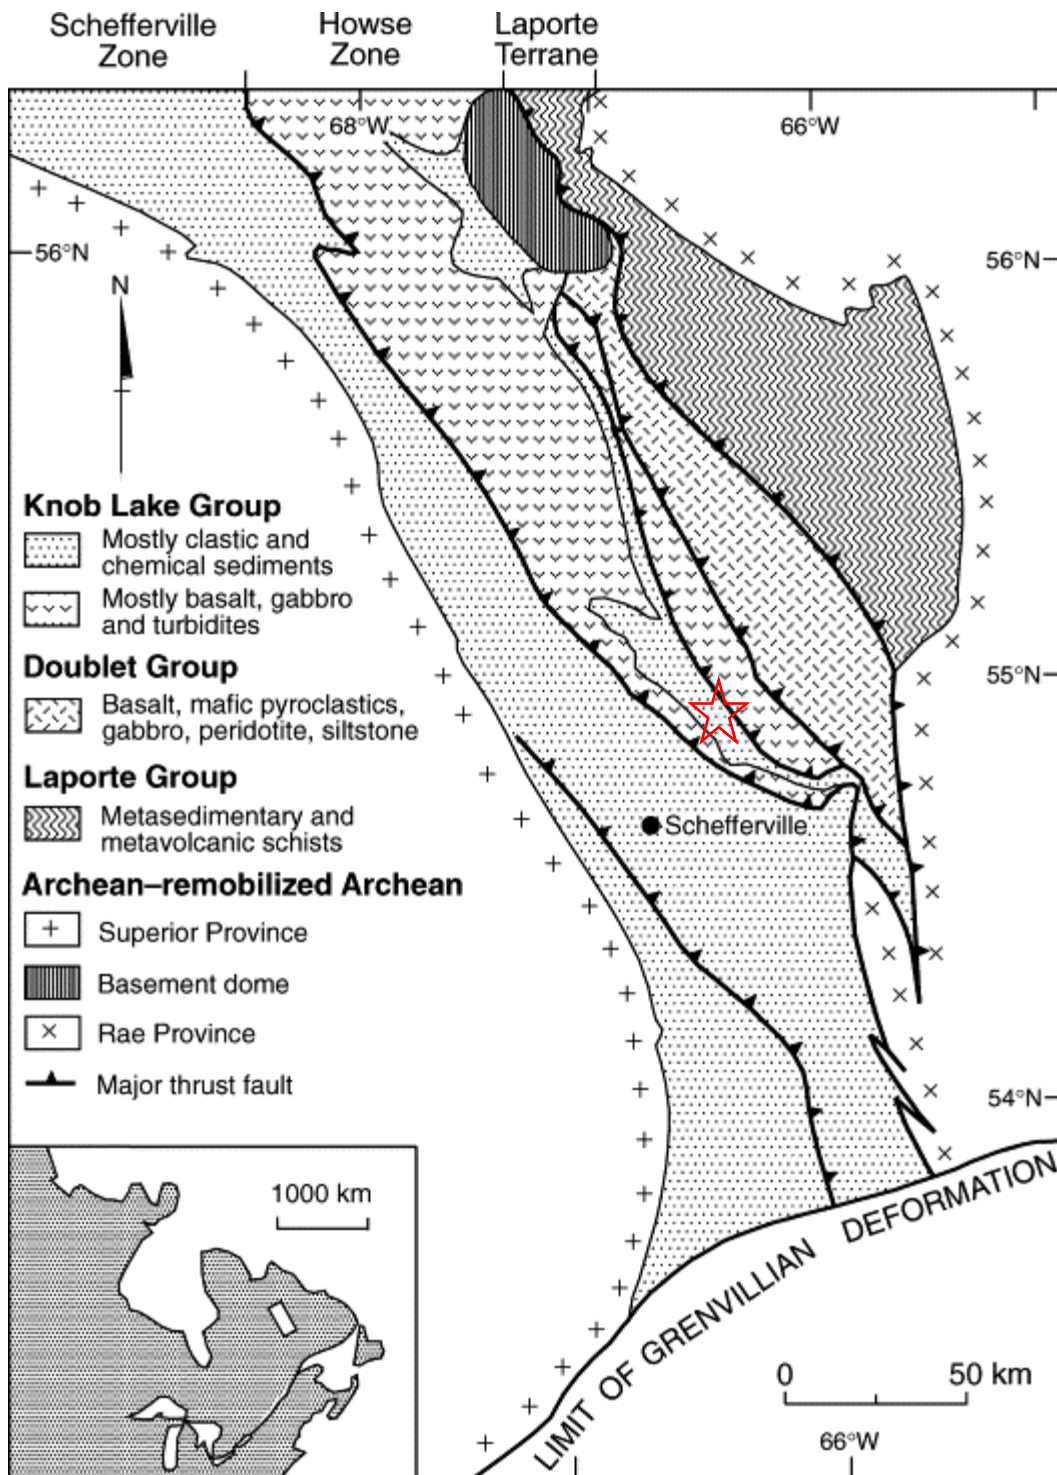 Schefferville
Zone
Howse
Zone
Laporte
Terrane
68°W
66°W
56°N
56°N
N
Knob Lake Group
Mostly clastic and
chemical sediments
Mostly basalt, gabbro
and turbidites
Doublet Group
Basalt, mafic pyroclastics,
gabbro, peridotite, siltstone
Laporte Group
Metasedimentary and
metavolcanic schists
Archean–remobilized Archean
Superior Province
Basement dome
Rae Province
Major thrust fault
55°N
Schefferville
54°N
1000 km
LIMIT OF GRENVILLIAN DEFORMATION
0 50 km
66°W